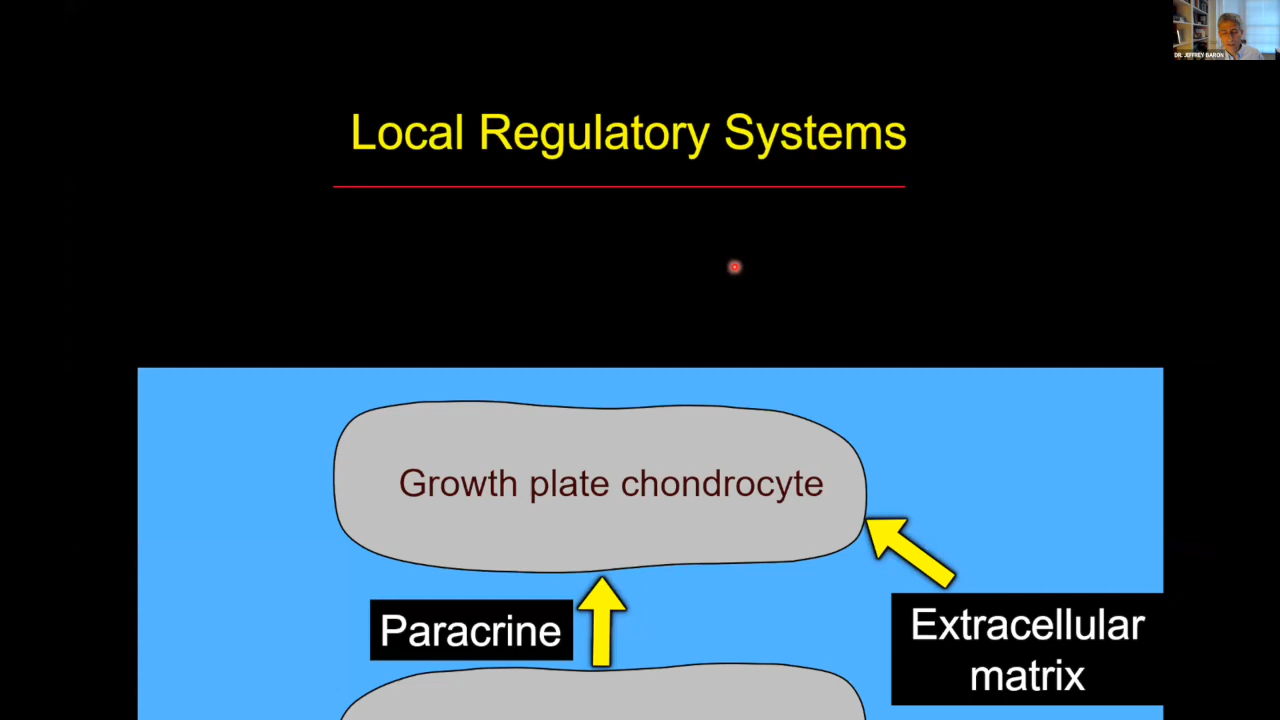 DR. JEFFREY BARON
Local Regulatory Systems
Growth plate chondrocyte
Paracrine
Extracellular
matrix